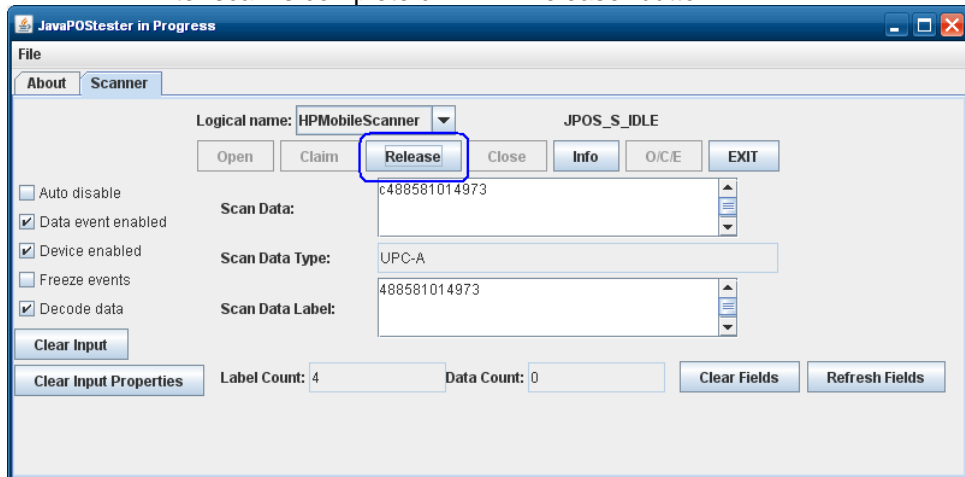 JavaPOStester in Progress
File
About Scanner
Logical name: HPMobileScanner JPOS_S_IDLE
Open Claim Release Close Info O/C/E EXIT
Auto disable
Data event enabled
Device enabled
Freeze events
Decode data
Scan Data: c488581014973
Scan Data Type: UPC-A
Scan Data Label: 488581014973
Clear Input
Clear Input Properties Label Count: 4 Data Count: 0 Clear Fields Refresh Fields